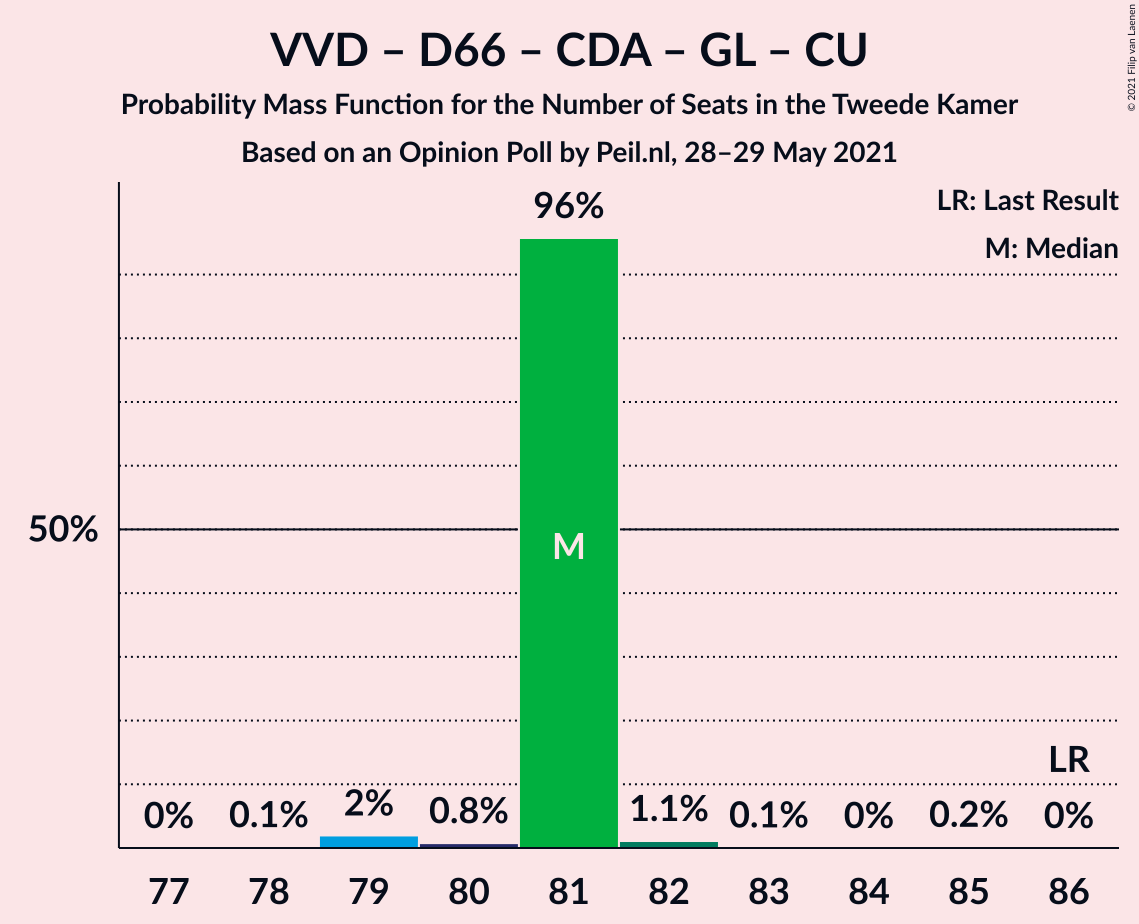 VVD – D66 – CDA – GL – CU
Probability Mass Function for the Number of Seats in the Tweede Kamer
Based on an Opinion Poll by Peil.nl, 28–29 May 2021
© 2021 Filip van Laenen
LR: Last Result
M: Median
96%
50%
M
LR
0% 0.1% 2% 0.8% 1.1% 0.1% 0% 0.2% 0%
77 78 79 80 81 82 83 84 85 86